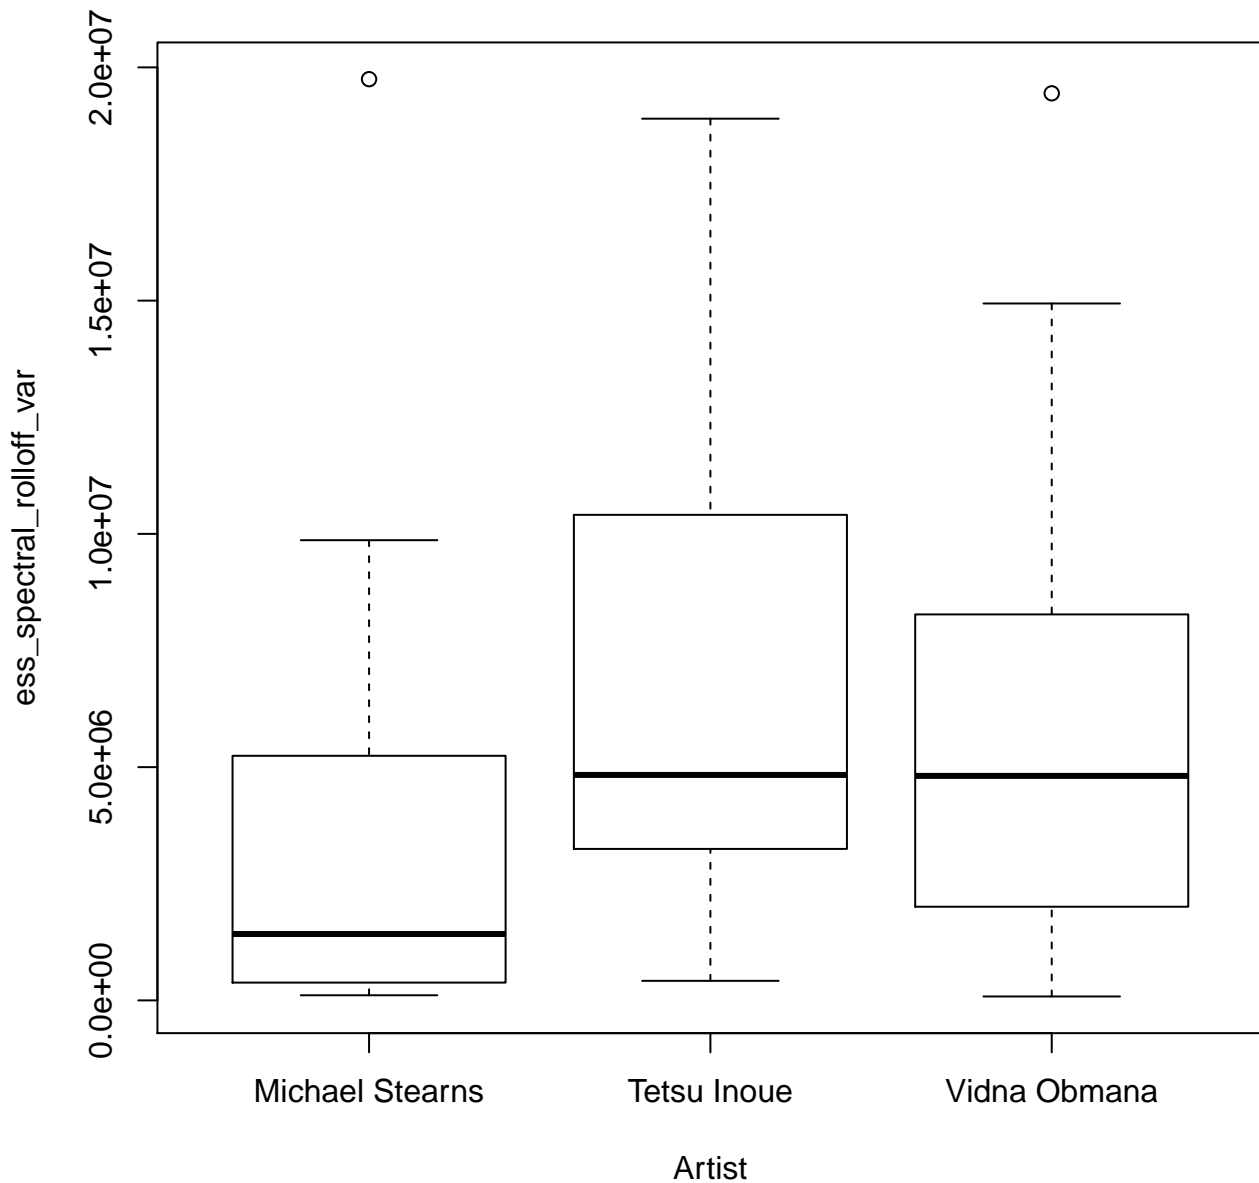 ess_spectral_rolloff_var
2.0e+07
1.5e+07
1.0e+07
5.0e+06
0.0e+00
Michael Stearns Tetsu Inoue Vidna Obmana
Artist